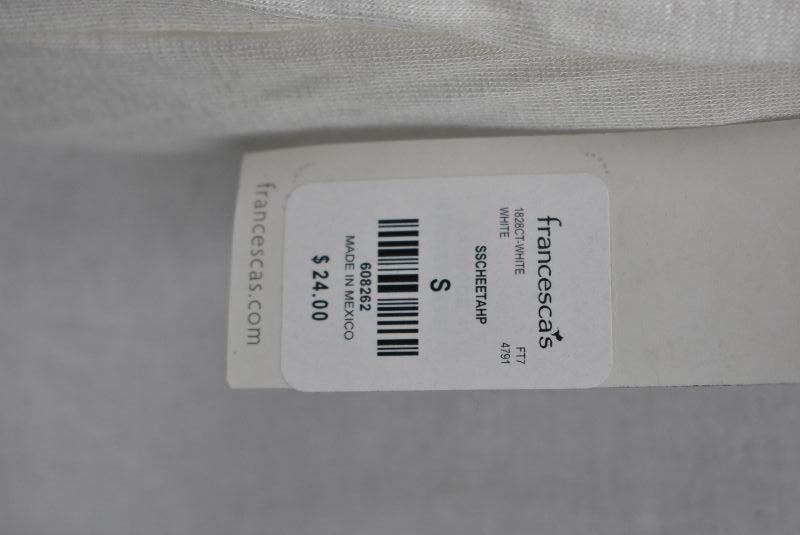 francesca's
1828CT-WHITE FT7
WHITE 4791
SSCHEETAHP
S
608262
MADE IN MEXICO
$24.00
francescas.com